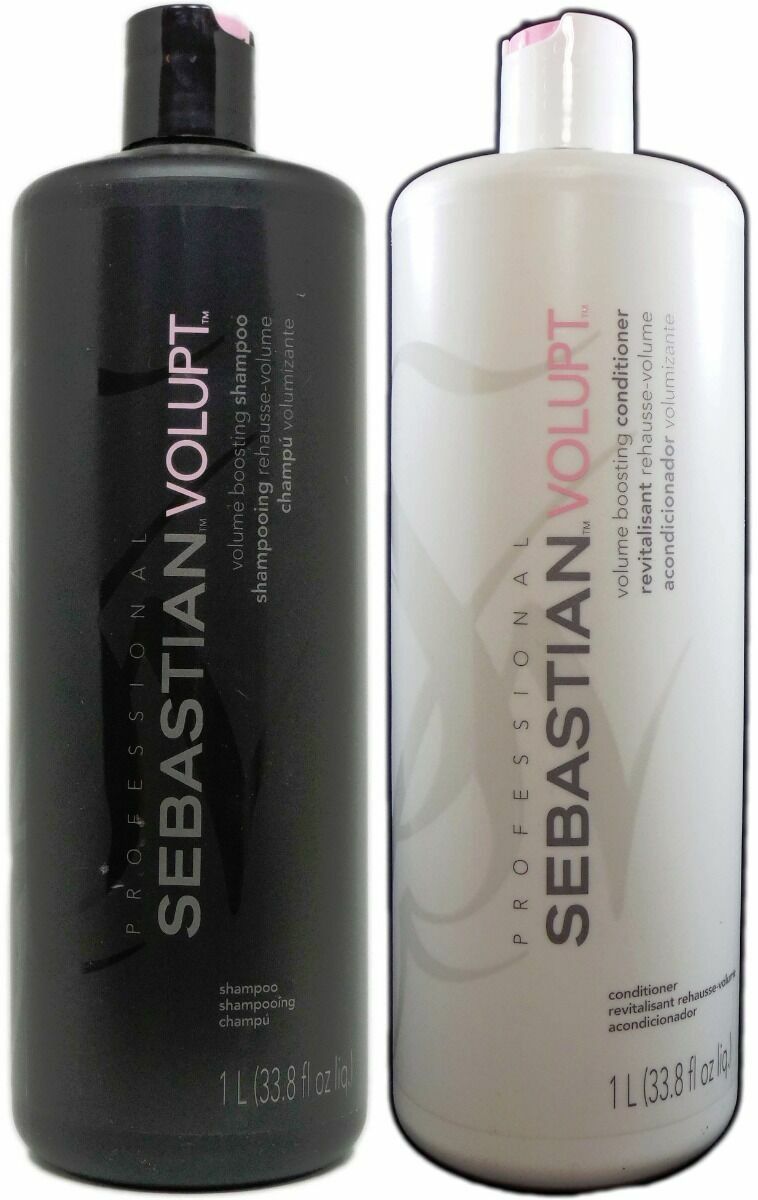 PROFESSIONAL
SEBASTIAN™ VOLUPT™
volume boosting shampoo
shampooing rehausse-volume
champú volumizante
shampoo
shampooing
champú
1 L (33.8 fl oz liq.)
PROFESSIONAL
SEBASTIAN™ VOLUPT™
volume boosting conditioner
revitalisant rehausse-volume
acondicionador volumizante
conditioner
revitalisant rehausse-volume
acondicionador
1 L (33.8 fl oz liq.)